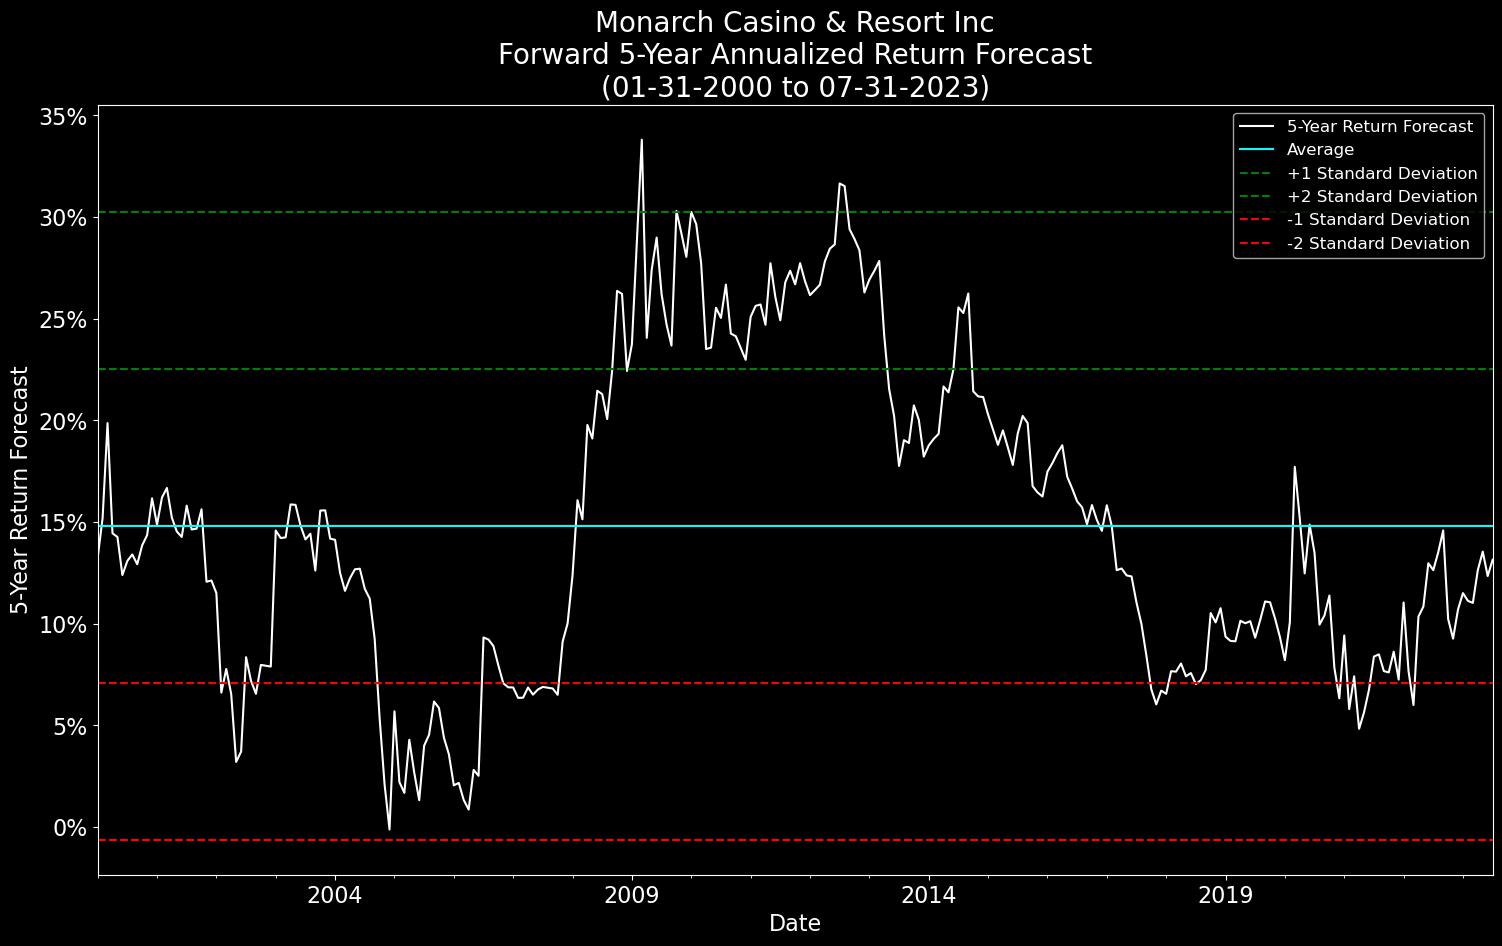 Monarch Casino & Resort Inc
Forward 5-Year Annualized Return Forecast
(01-31-2000 to 07-31-2023)
35%
30%
25%
20%
15%
10%
5%
0%
5-Year Return Forecast
5-Year Return Forecast
Average
+1 Standard Deviation
+2 Standard Deviation
-1 Standard Deviation
-2 Standard Deviation
2004
2009
2014
2019
Date